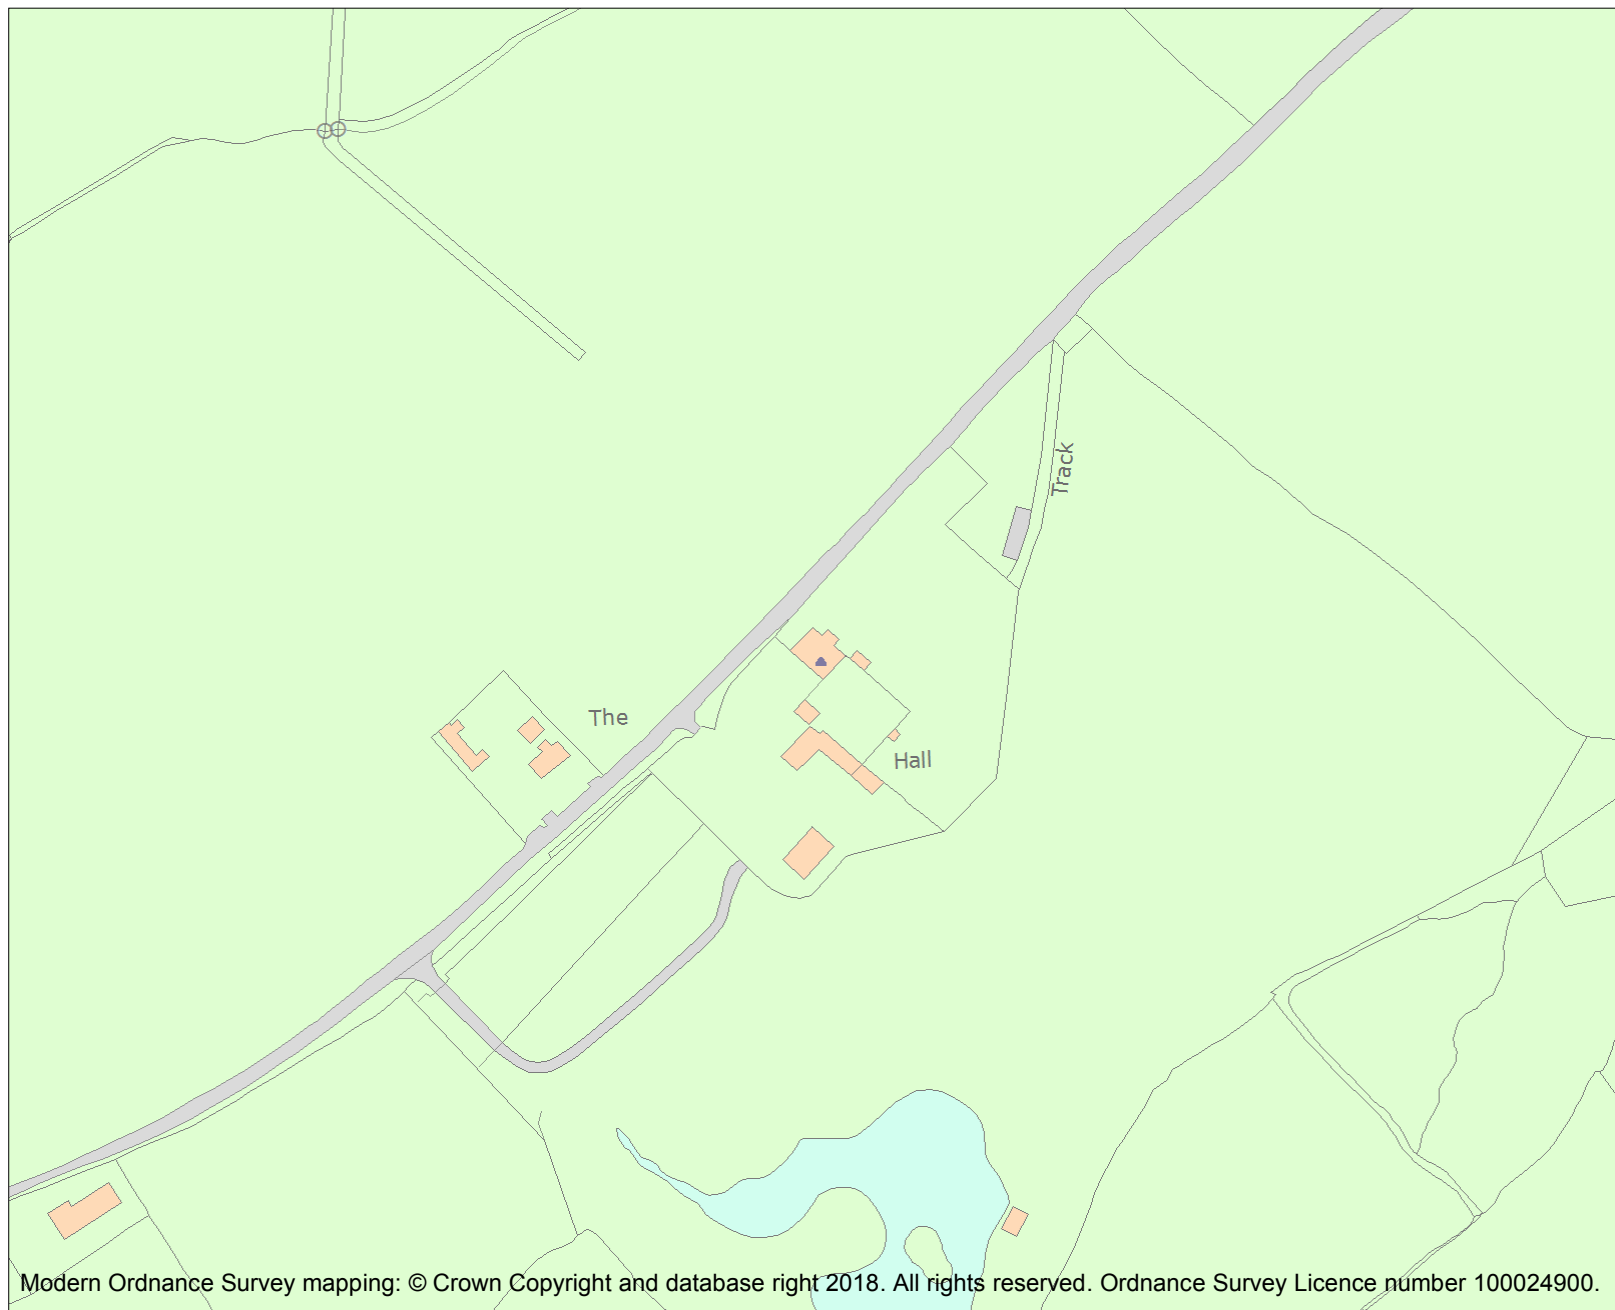 Track
The
Hall
Modern Ordnance Survey mapping: © Crown Copyright and database right 2018. All rights reserved. Ordnance Survey Licence number 100024900.